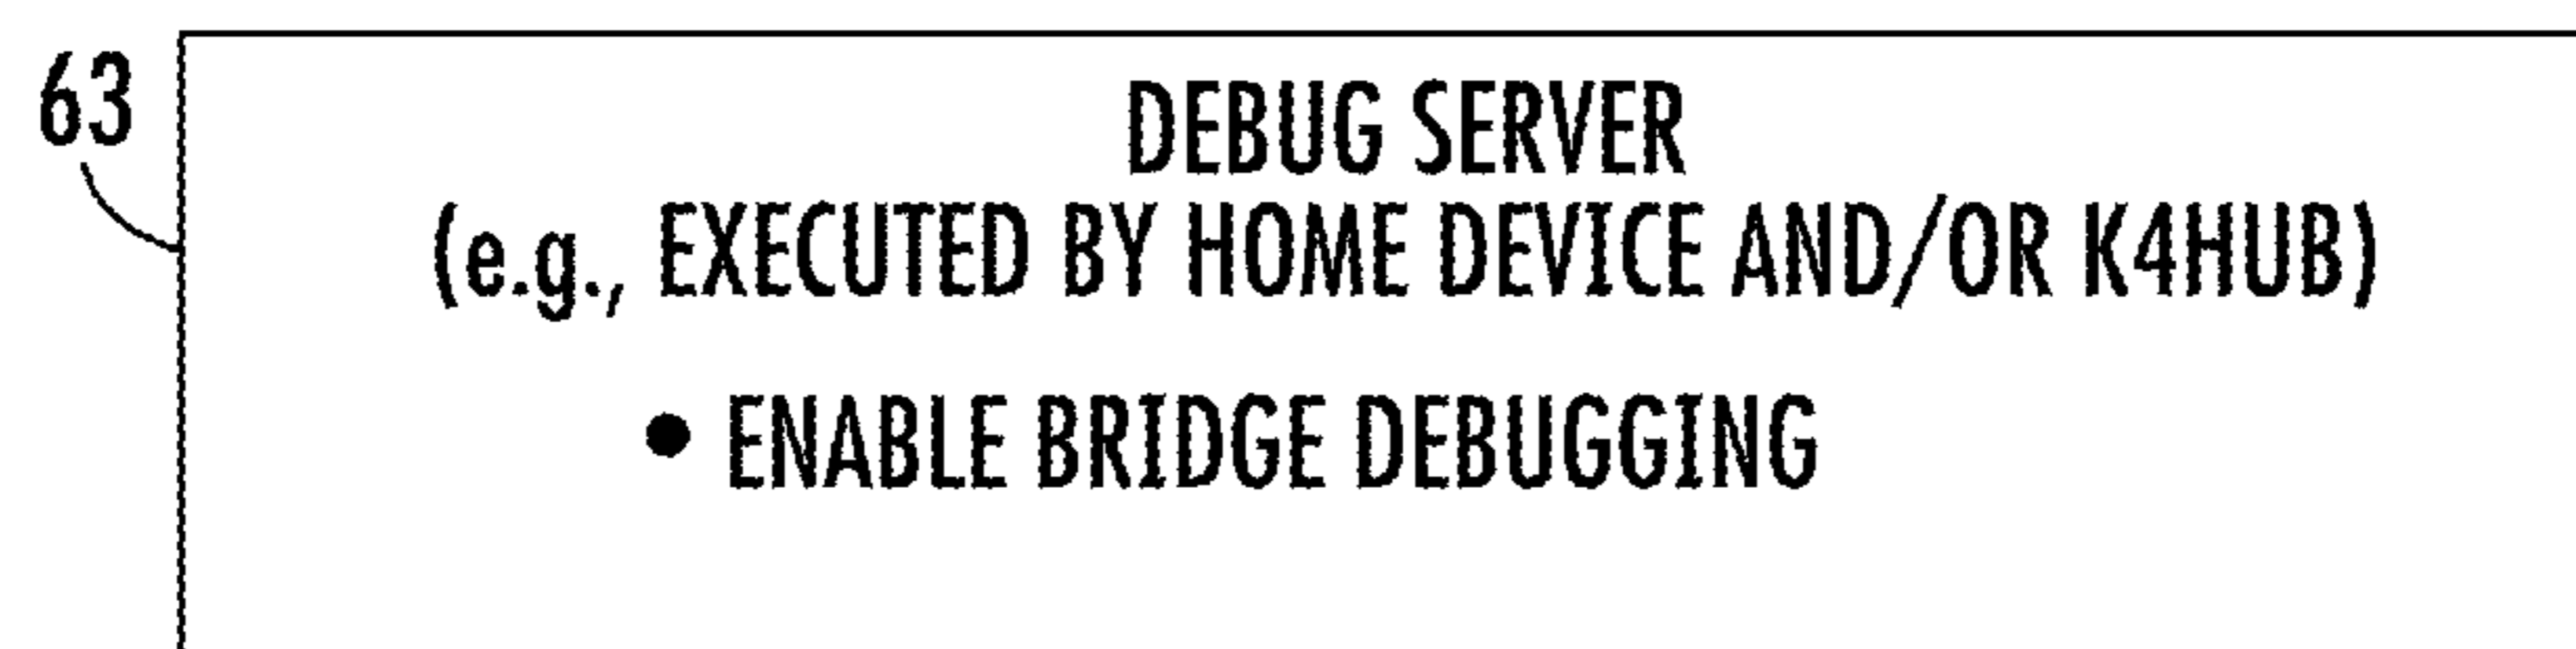 63
DEBUG SERVER
(e.g., EXECUTED BY HOME DEVICE AND/OR K4HUB)
• ENABLE BRIDGE DEBUGGING